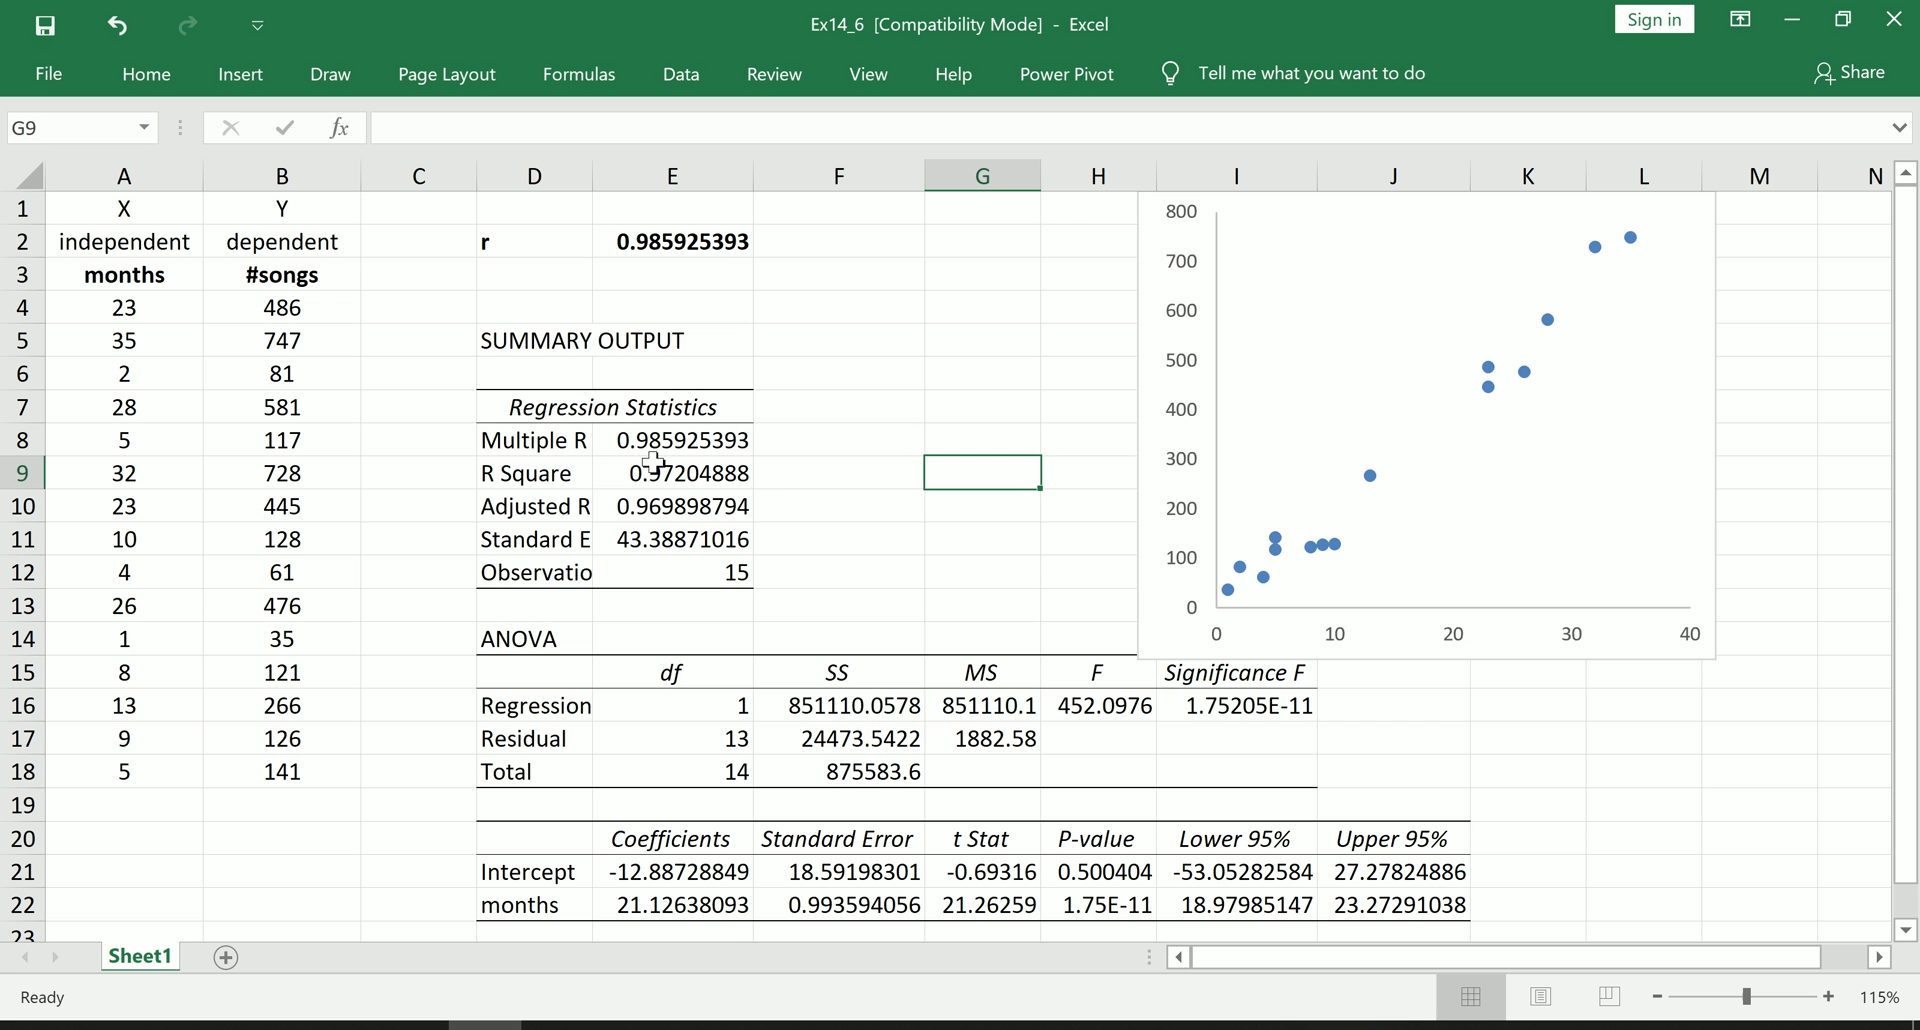 Ex14_6 [Compatibility Mode] - Excel
Sign in
File Home Insert Draw Page Layout Formulas Data Review View Help Power Pivot Tell me what you want to do Share
G9 fx
A B C D E F G H I J K L M N
1 X Y
2 independent dependent r 0.985925393
3 months #songs
4 23 486
5 35 747 SUMMARY OUTPUT
6 2 81
7 28 581 Regression Statistics
8 5 117 Multiple R 0.985925393
9 32 728 R Square 0.97204888
10 23 445 Adjusted R 0.969898794
11 10 128 Standard E 43.38871016
12 4 61 Observatio 15
13 26 476
14 1 35 ANOVA
15 8 121 df SS MS F Significance F
16 13 266 Regression 1 851110.0578 851110.1 452.0976 1.75205E-11
17 9 126 Residual 13 24473.5422 1882.58
18 5 141 Total 14 875583.6
19
20 Coefficients Standard Error t Stat P-value Lower 95% Upper 95%
21 Intercept -12.88728849 18.59198301 -0.69316 0.500404 -53.05282584 27.27824886
22 months 21.12638093 0.993594056 21.26259 1.75E-11 18.97985147 23.27291038
23
800
700
600
500
400
300
200
100
0
0 10 20 30 40
Sheet1
Ready
115%